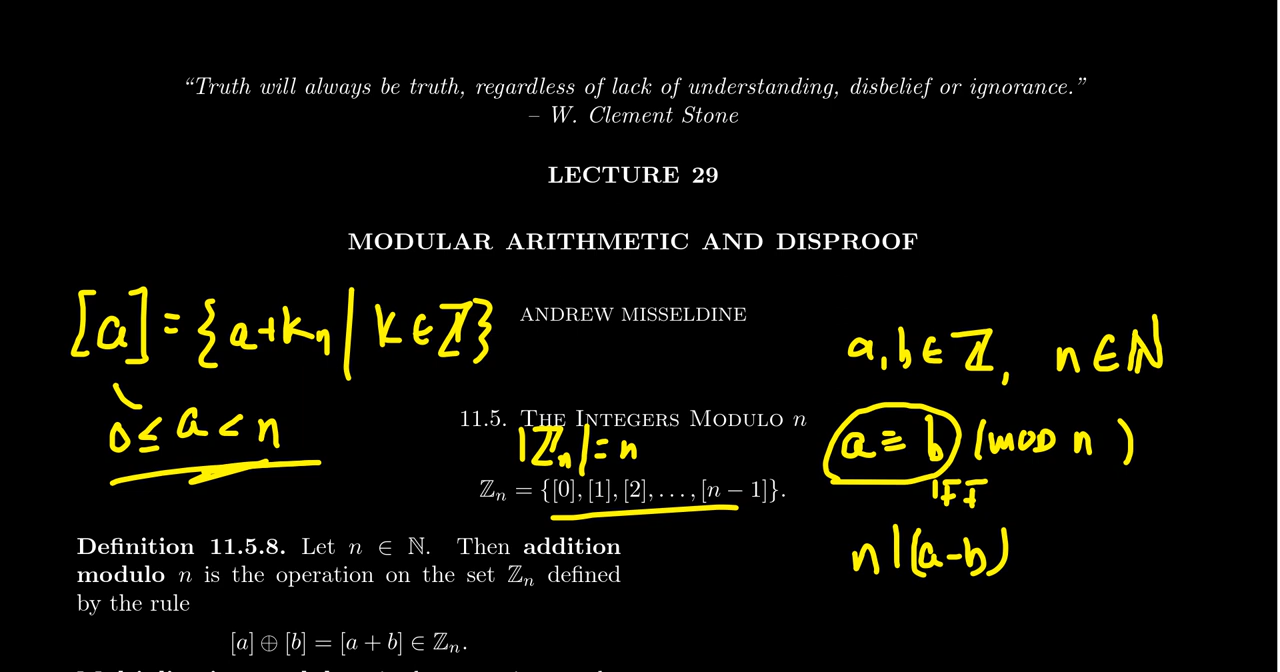 “Truth will always be truth, regardless of lack of understanding, disbelief or ignorance.”
– W. Clement Stone
LECTURE 29
MODULAR ARITHMETIC AND DISPROOF
ANDREW MISSELDINE
[a] = {a+kn | k ∈ ℤ}
0 ≤ a < n
a, b ∈ ℤ, n ∈ ℕ
a ≡ b (MOD n)
IFF
n | (a-b)
11.5. The Integers Modulo n
|ℤₙ| = n
ℤₙ = {[0], [1], [2], . . . , [n − 1]}.
Definition 11.5.8. Let n ∈ ℕ. Then addition
modulo n is the operation on the set ℤₙ defined
by the rule
[a] ⊕ [b] = [a + b] ∈ ℤₙ.